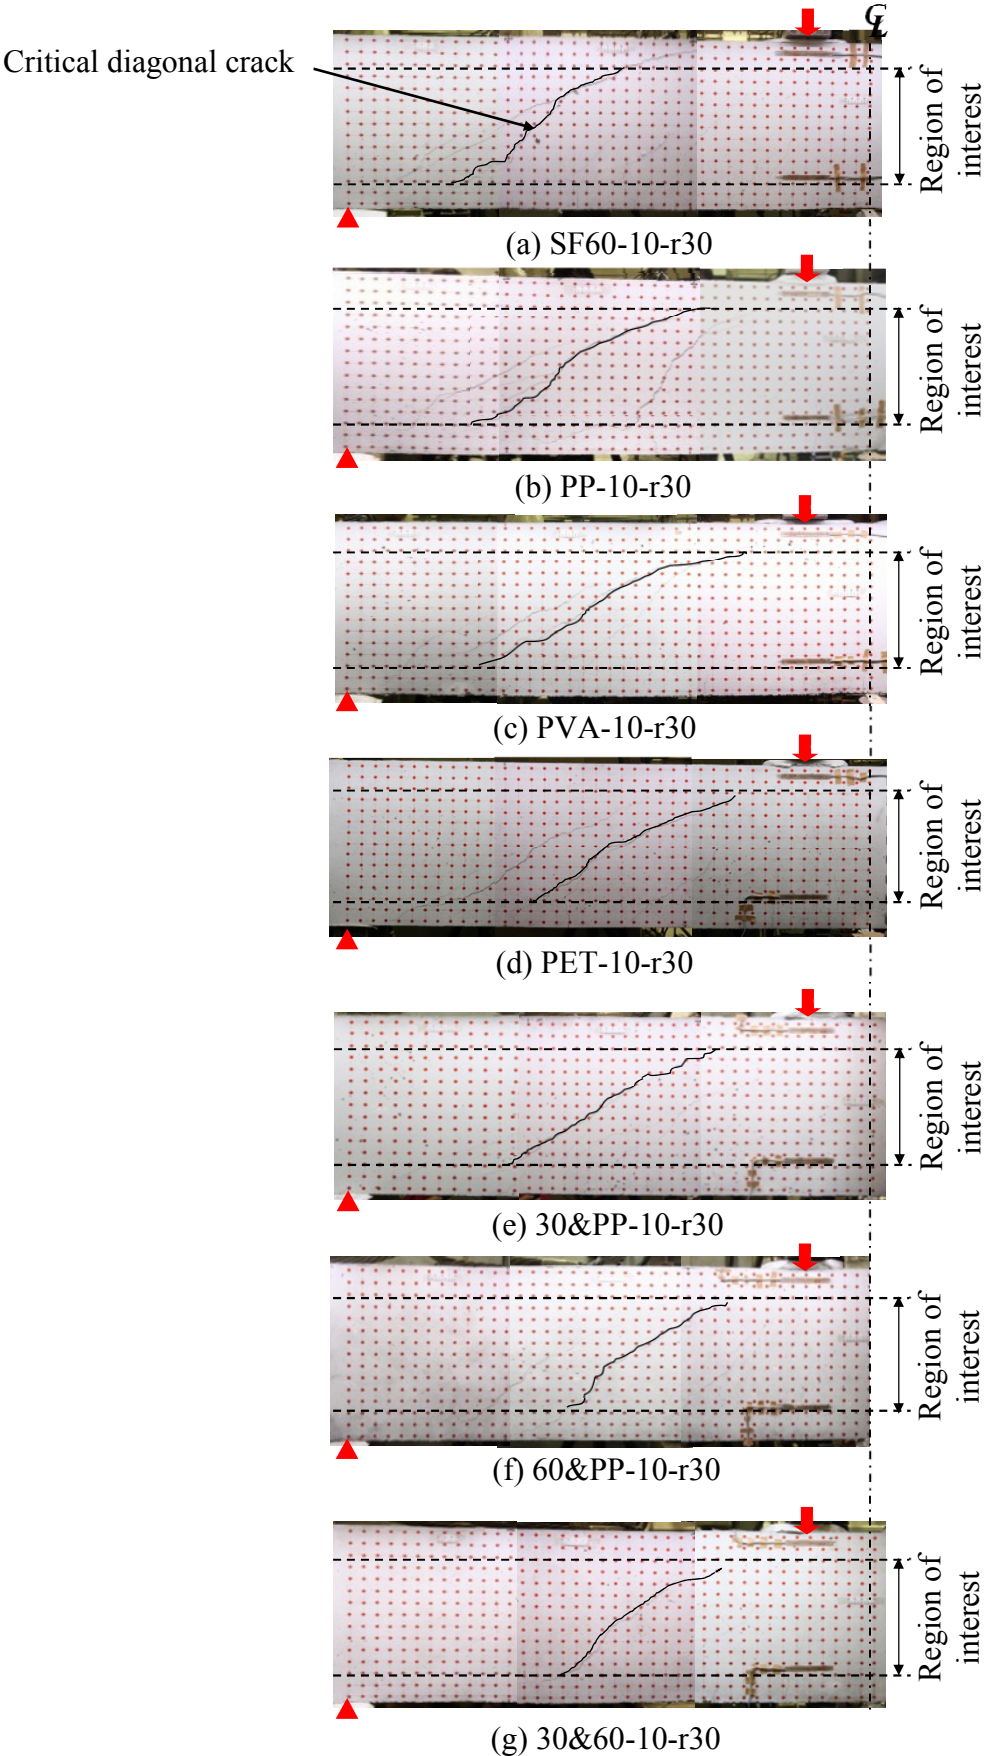 ℄
Critical diagonal crack
Region of
interest
(a) SF60-10-r30
Region of
interest
(b) PP-10-r30
Region of
interest
(c) PVA-10-r30
Region of
interest
(d) PET-10-r30
Region of
interest
(e) 30&PP-10-r30
Region of
interest
(f) 60&PP-10-r30
Region of
interest
(g) 30&60-10-r30